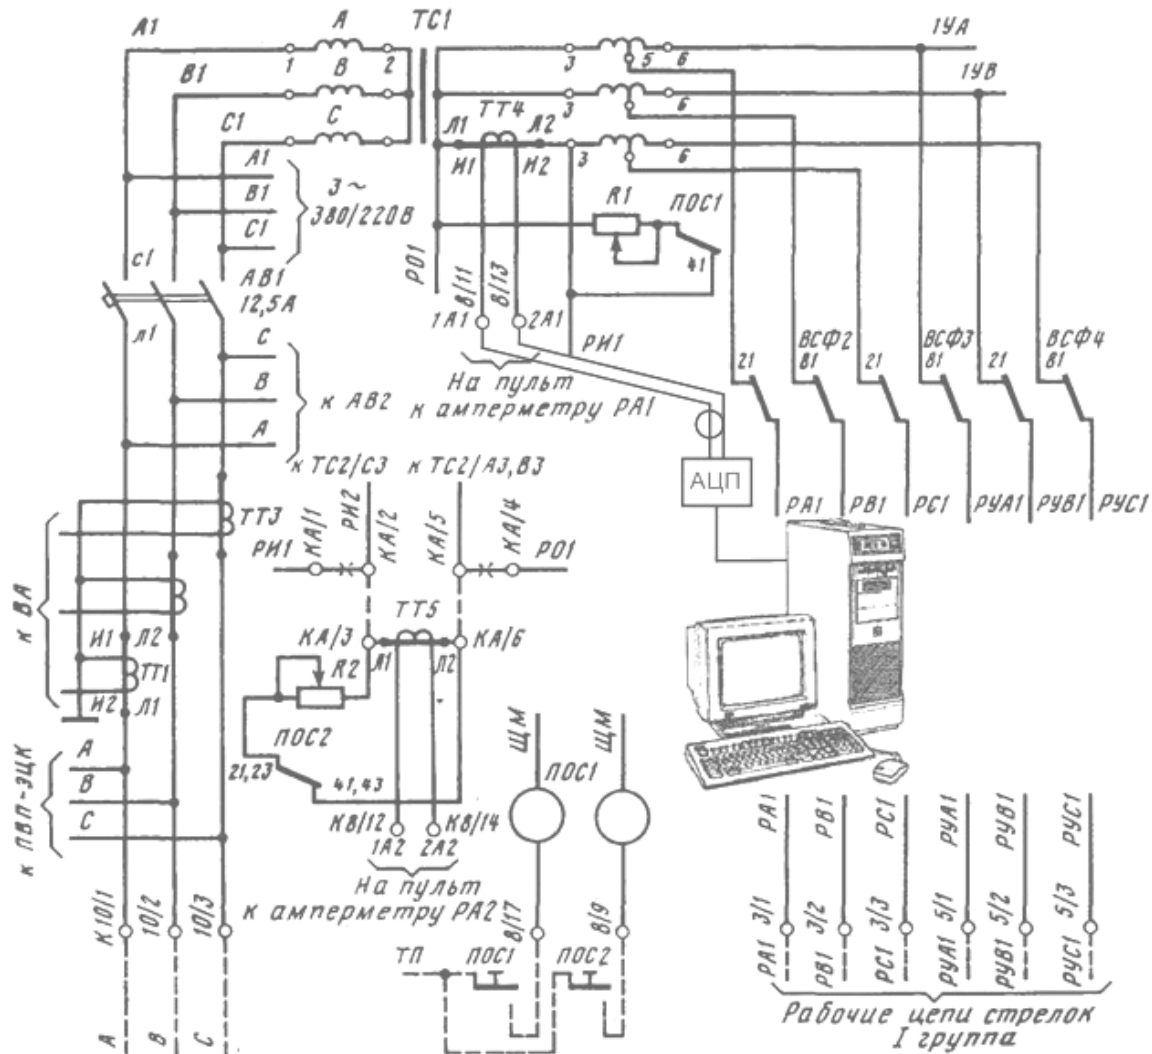 А1
А
ТС1
1УА
1
2
3
5
6
В1
В
1УВ
3
6
С1
С
ТТ4
Л1
Л2
И1
И2
3
6
А1
В1
С1
3~
380/220В
R1
ПОС1
41
РО1
8/11
8/13
с1
АВ1
12,5А
л1
1А1
2А1
РИ1
На пульт
к амперметру РА1
С
В
А
к АВ2
21
ВСФ2
81
21
ВСФ3
81
21
ВСФ4
81
АЦП
РА1
РВ1
РС1
РУА1
РУВ1
РУС1
к ТС2/С3
к ТС2/А3,В3
ТТ3
РИ1
КА/1
РИ2
КА/2
КА/5
КА/4
РО1
к ВА
И1
Л2
ТТ1
И2
Л1
ТТ5
КА/3
КА/6
Л1
Л2
R2
ПОС2
21,23
41,43
К8/12
К8/14
1А2
2А2
На пульт
к амперметру РА2
ЩМ
ПОС1
ЩМ
8/17
8/9
к ПВП-ЭЦК
А
В
С
К10/1
10/2
10/3
А
В
С
ТП
ПОС1
ПОС2
РА1
РВ1
РС1
РУА1
РУВ1
РУС1
3/1
3/2
3/3
5/1
5/2
5/3
РА1
РВ1
РС1
РУА1
РУВ1
РУС1
Рабочие цепи стрелок
I группа